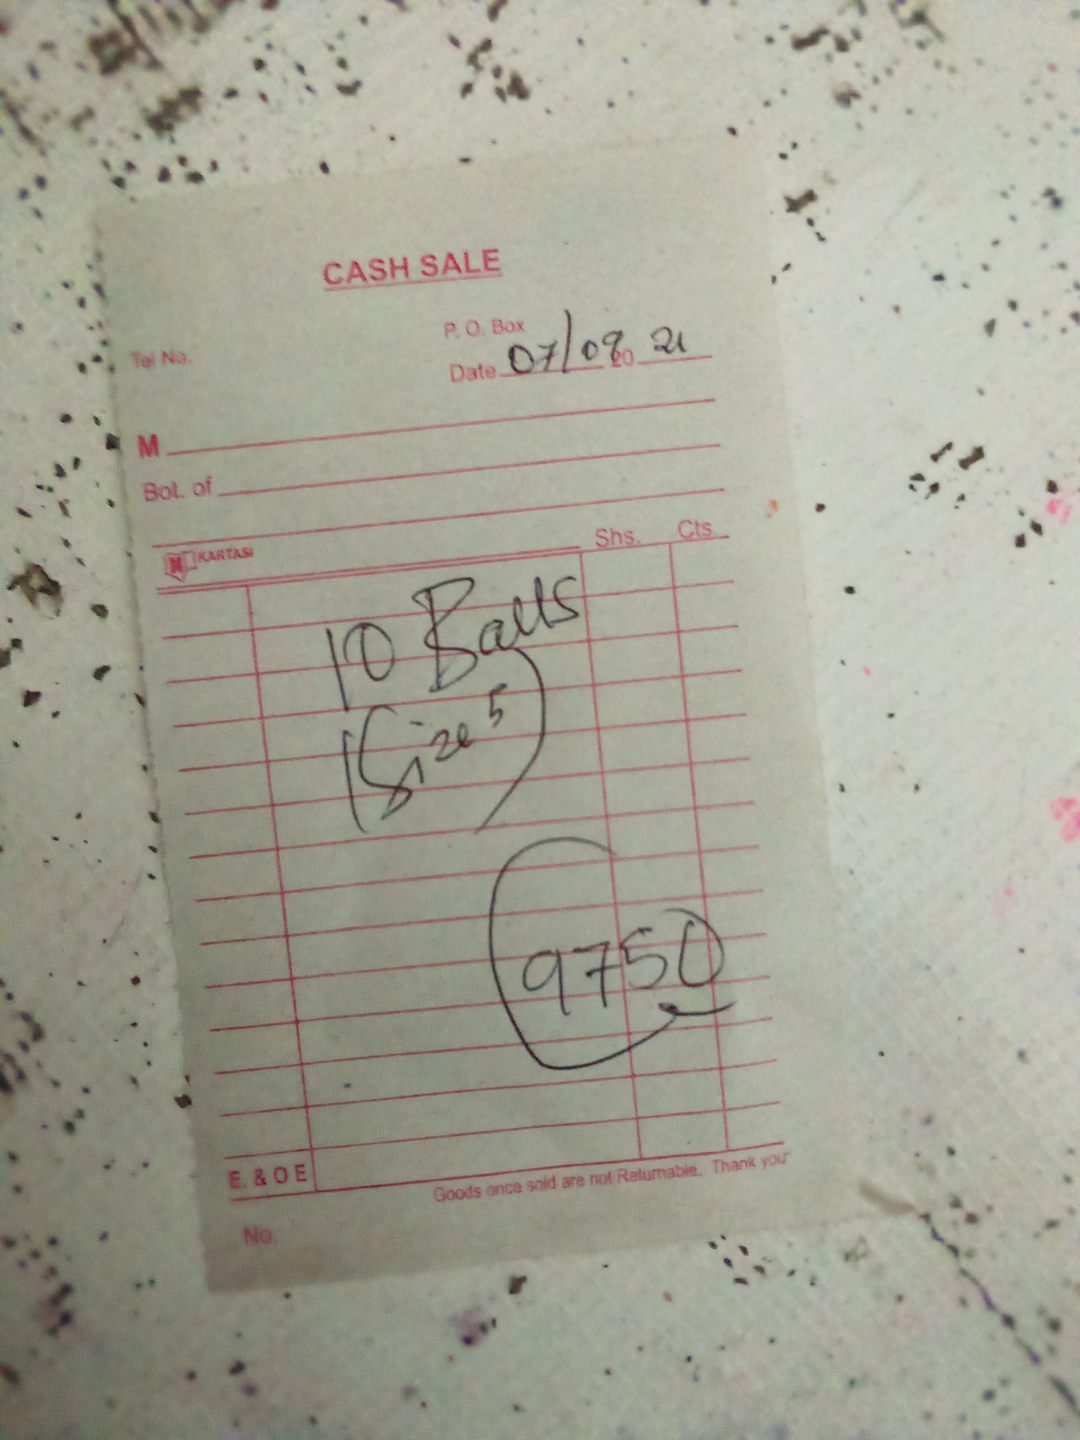 CASH SALE
P. O. Box
Tel No.
Date 07/09 20 21
M
Bot. of
KARTASI
Shs. Cts.
10 Balls
(Size 5)
9750
E. & O E
Goods once sold are not Returnable. Thank you
No.